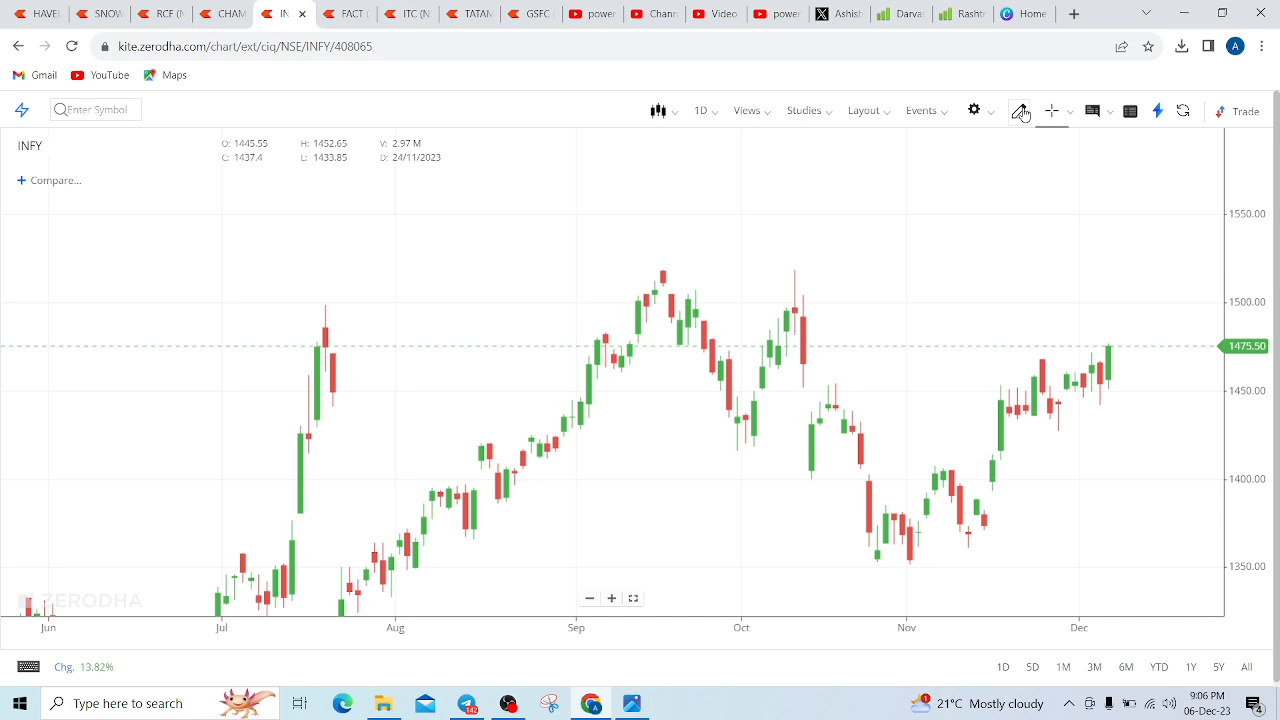 NAVEE
SNOW
RCF (N
CHAM
IN
FACT (
ITC (N
TATAM
GSFC (
power
Chann
Video
power
Ashish
Darva
Rashtr
Home
kite.zerodha.com/chart/ext/ciq/NSE/INFY/408065
A
Gmail
YouTube
Maps
Enter Symbol
1D
Views
Studies
Layout
Events
Trade
INFY
O: 1445.55 H: 1452.65 V: 2.97 M
C: 1437.4 L: 1433.85 D: 24/11/2023
+ Compare...
1550.00
1500.00
1475.50
1450.00
1400.00
1350.00
ZERODHA
Jun Jul Aug Sep Oct Nov Dec
Chg. 13.82%
1D 5D 1M 3M 6M YTD 1Y 5Y All
Type here to search
142
A
1
21°C Mostly cloudy
9:06 PM
06-Dec-23
4